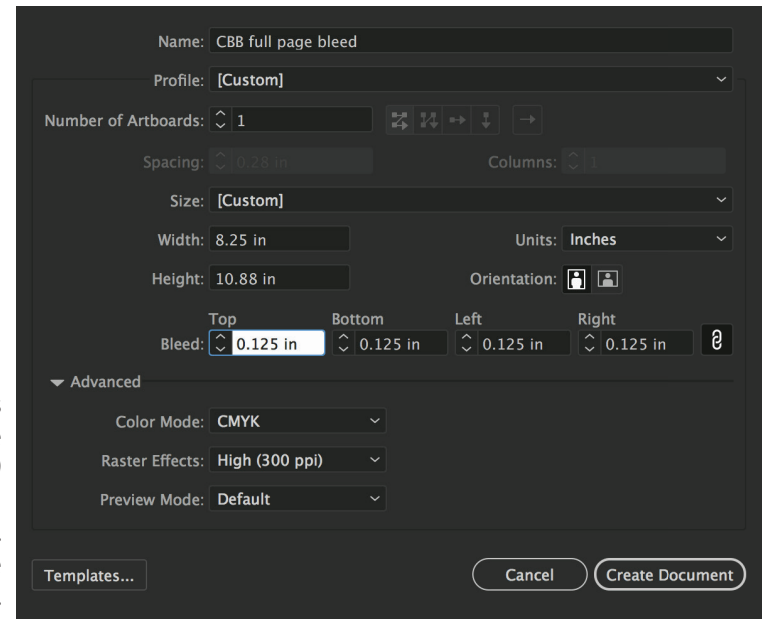 Name: CBB full page bleed
Profile: [Custom]
Number of Artboards: 1
Spacing: 0.28 in Columns: 1
Size: [Custom]
Width: 8.25 in Units: Inches
Height: 10.88 in Orientation:
Top Bottom Left Right
Bleed: 0.125 in 0.125 in 0.125 in 0.125 in
Advanced
Color Mode: CMYK
Raster Effects: High (300 ppi)
Preview Mode: Default
Templates... Cancel Create Document